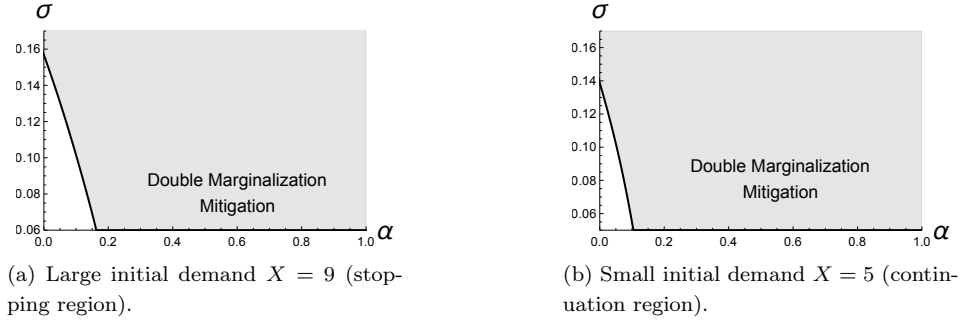 σ
σ
0.16
0.14
0.12
0.10
0.08
0.06
Double Marginalization
Mitigation
0.0 0.2 0.4 0.6 0.8 1.0
α
0.16
0.14
0.12
0.10
0.08
0.06
Double Marginalization
Mitigation
0.0 0.2 0.4 0.6 0.8 1.0
α
(a) Large initial demand X = 9 (stop-
ping region).
(b) Small initial demand X = 5 (contin-
uation region).